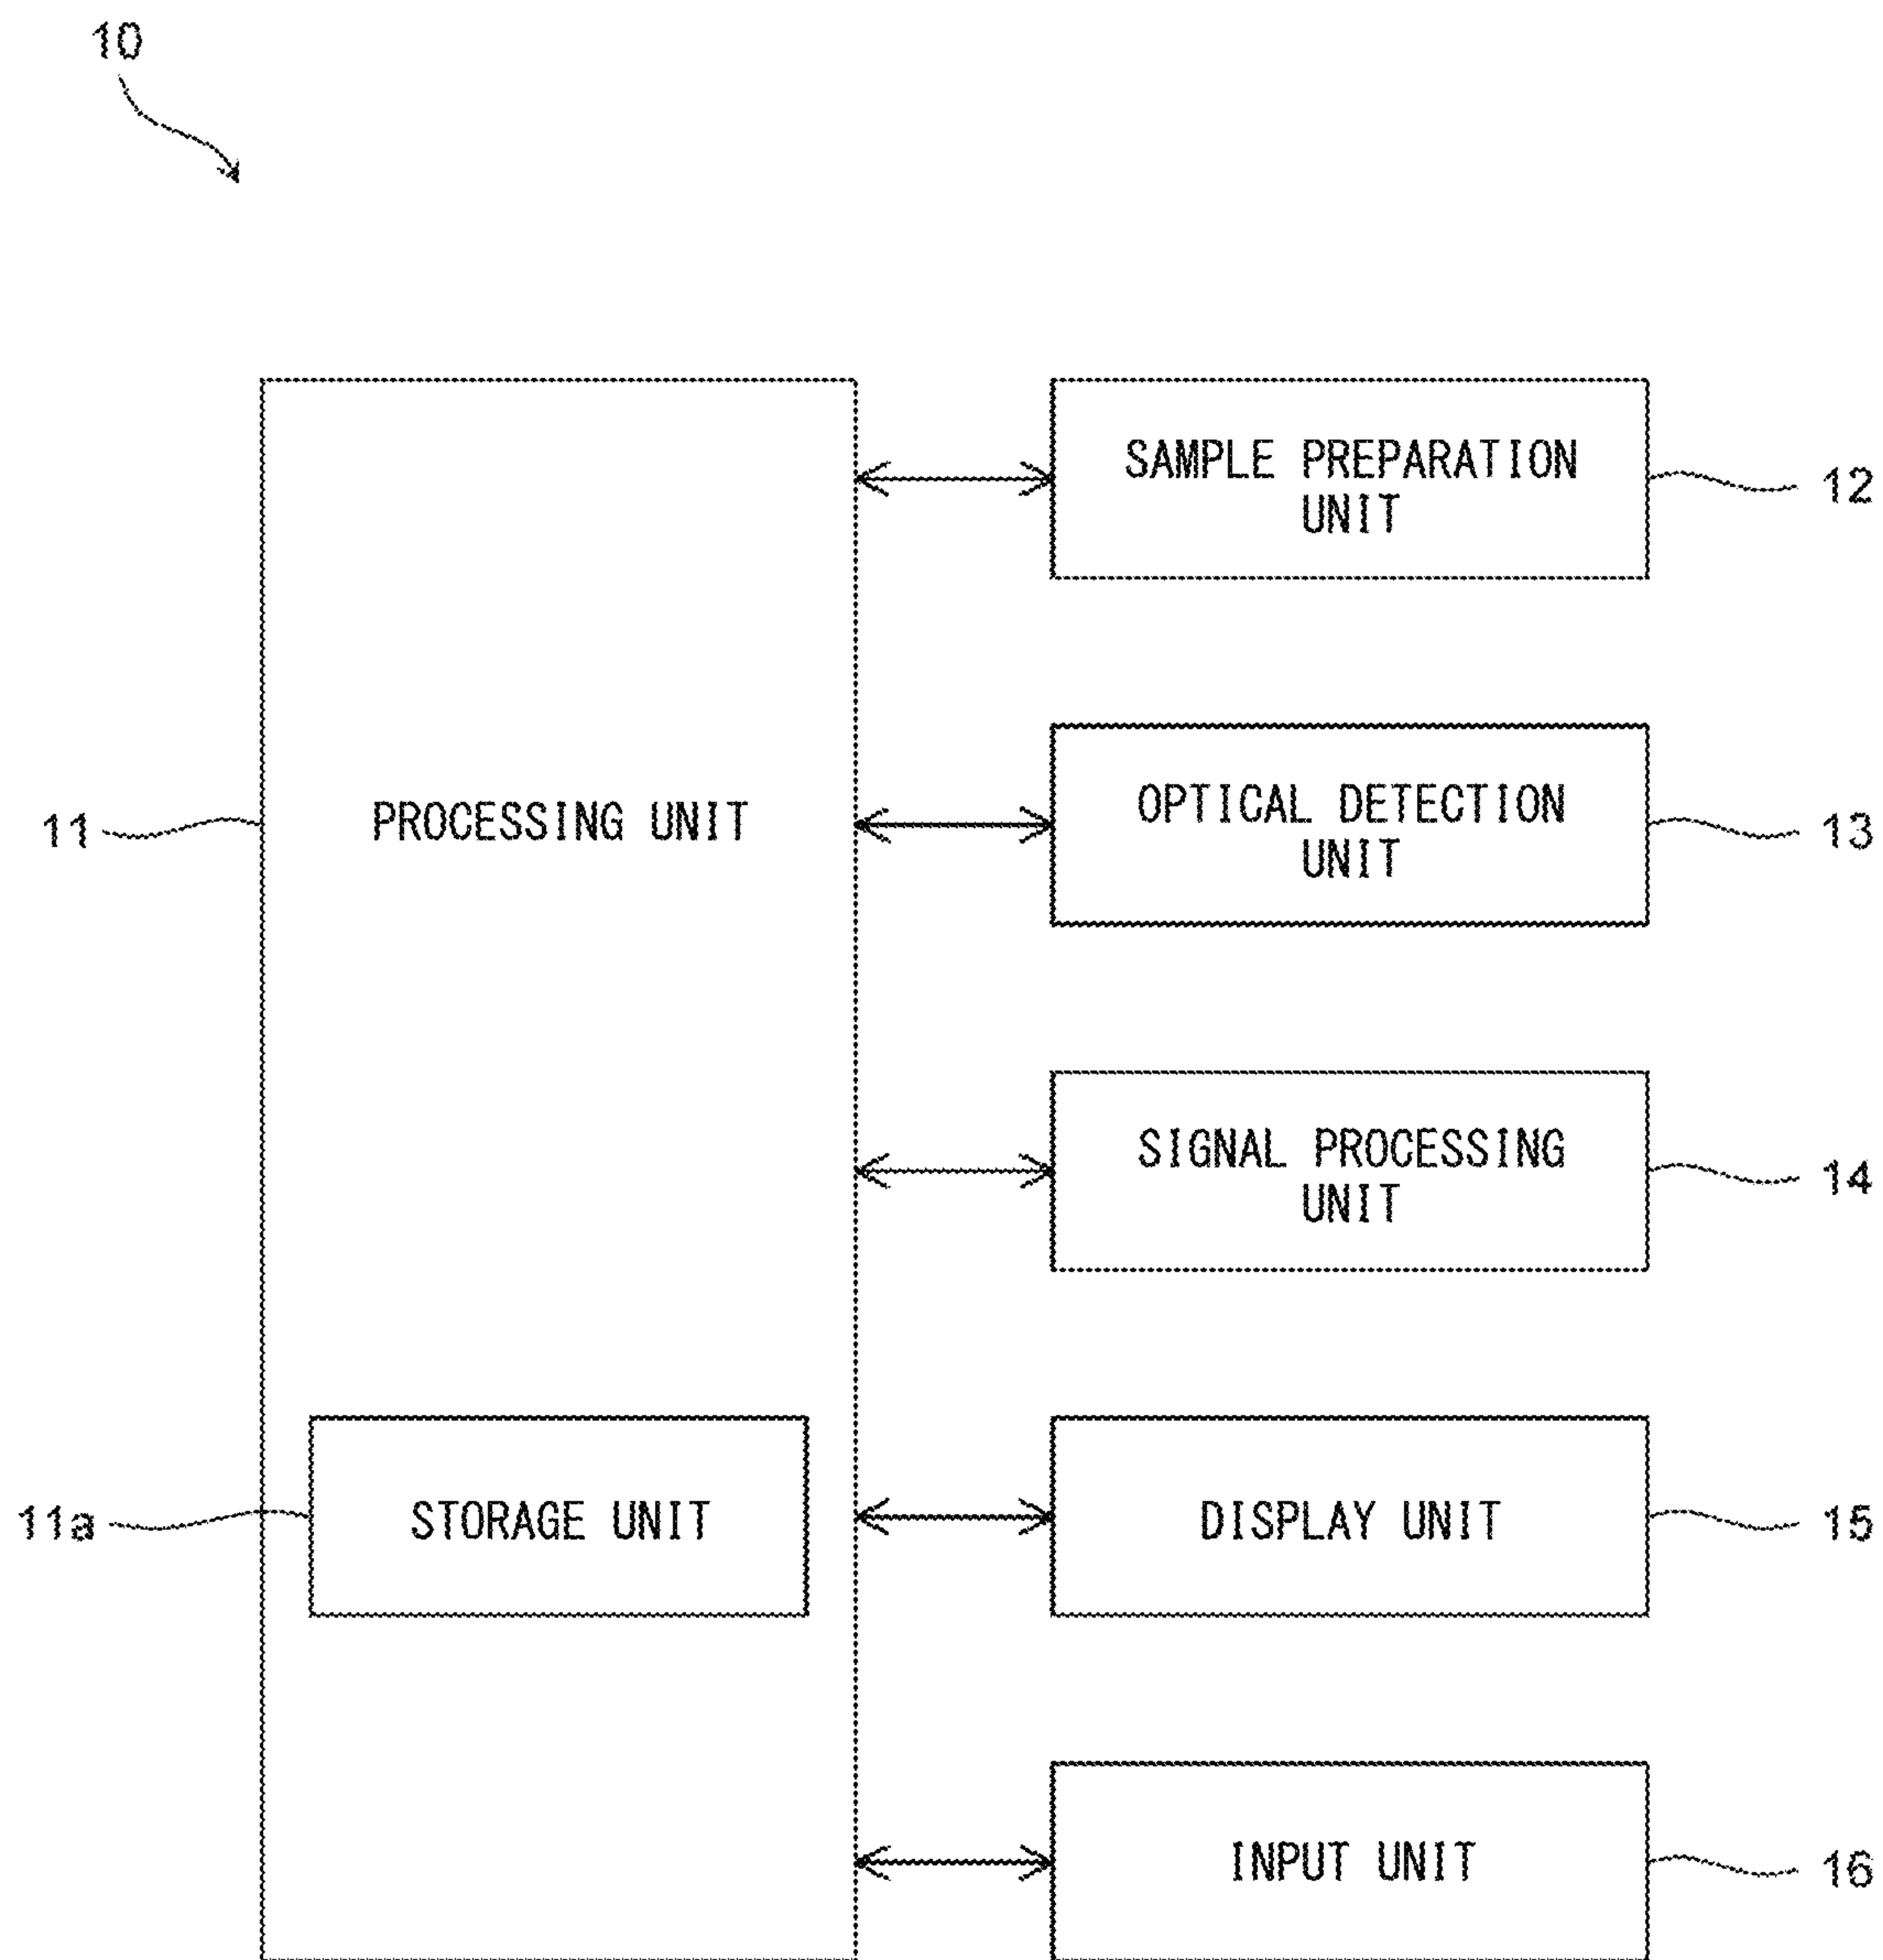 10
SAMPLE PREPARATION
UNIT
12
11
PROCESSING UNIT
OPTICAL DETECTION
UNIT
13
SIGNAL PROCESSING
UNIT
14
11a
STORAGE UNIT
DISPLAY UNIT
15
INPUT UNIT
16